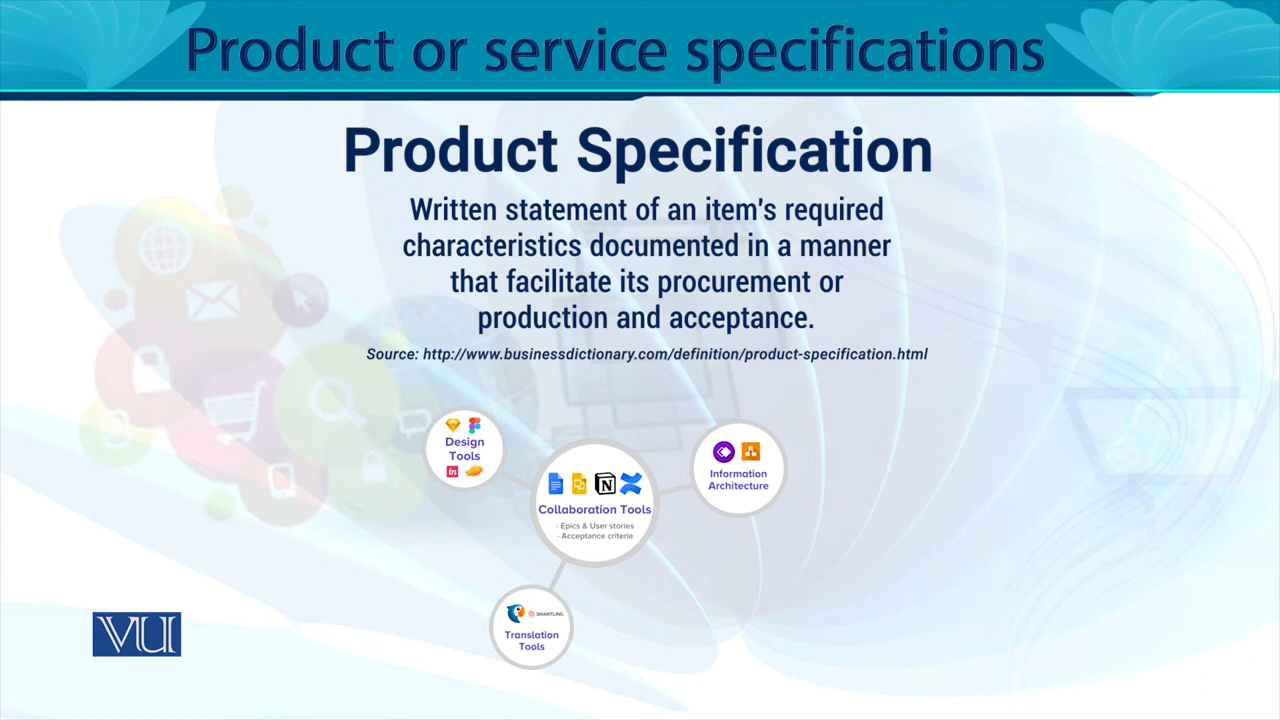 Product or service specifications
Product Specification
Written statement of an item's required
characteristics documented in a manner
that facilitate its procurement or
production and acceptance.
Source: http://www.businessdictionary.com/definition/product-specification.html
Design
Tools
in
Information
Architecture
N
Collaboration Tools
- Epics & User stories
- Acceptance criteria
SMARTLING
Translation
Tools
VU